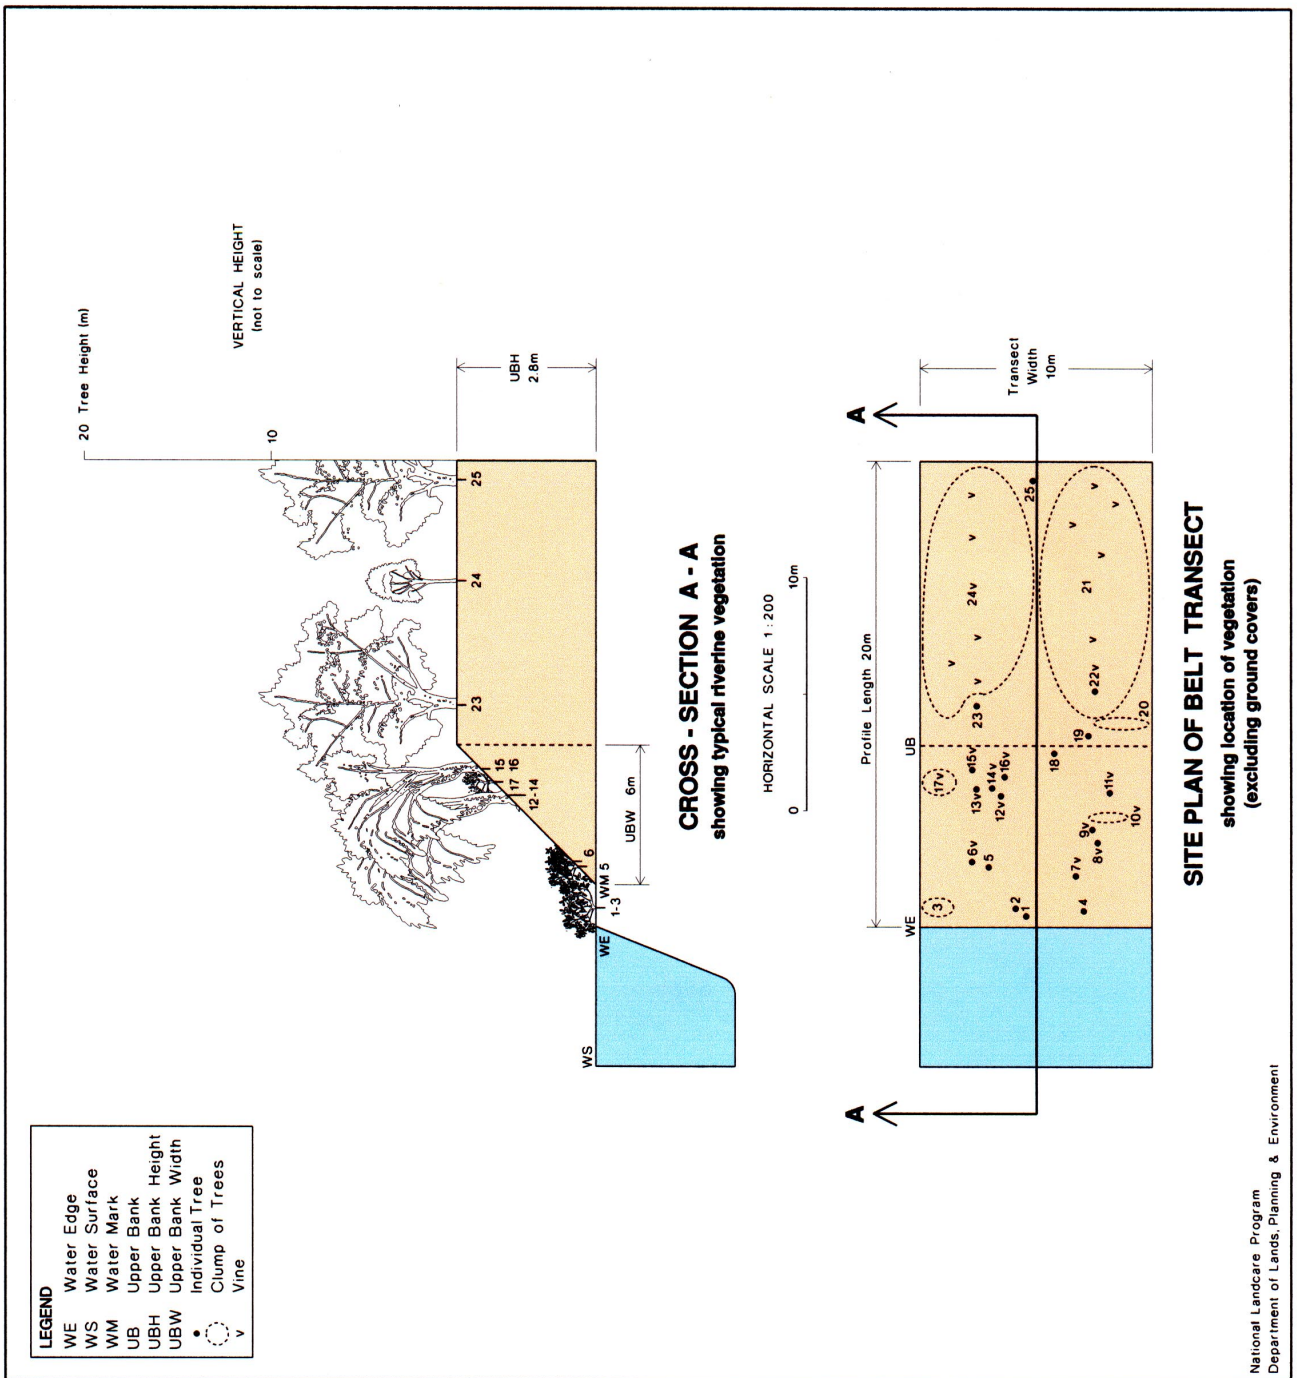 LEGEND
WE Water Edge
WS Water Surface
WM Water Mark
UB Upper Bank
UBH Upper Bank Height
UBW Upper Bank Width
• Individual Tree
Clump of Trees
v Vine
20 Tree Height (m)
10
VERTICAL HEIGHT
(not to scale)
UBH
2.8m
WS
WE
1-3
WM 5
6
12-14
17
15
16
23
24
25
UBW 6m
CROSS - SECTION A - A
showing typical riverine vegetation
HORIZONTAL SCALE 1 : 200
0
10m
A
A
Profile Length 20m
WE
UB
Transect
Width
10m
3
6v
5
2
1
4
7v
8v
9v
10v
11v
17v
13v
15v
14v
12v
16v
18
19
20
22v
23
v
v
v
24v
v
v
25
v
21
v
v
v
v
SITE PLAN OF BELT TRANSECT
showing location of vegetation
(excluding ground covers)
National Landcare Program
Department of Lands, Planning & Environment